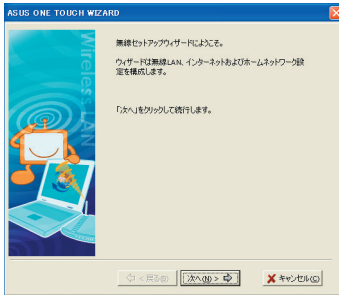 ASUS ONE TOUCH WIZARD
Wireless LAN
無線セットアップウィザードにようこそ。
ウィザードは無線LAN、インターネットおよびホームネットワーク設
定を構成します。
「次へ」をクリックして続行します。
< 戻る(B)
次へ(N) >
キャンセル(C)